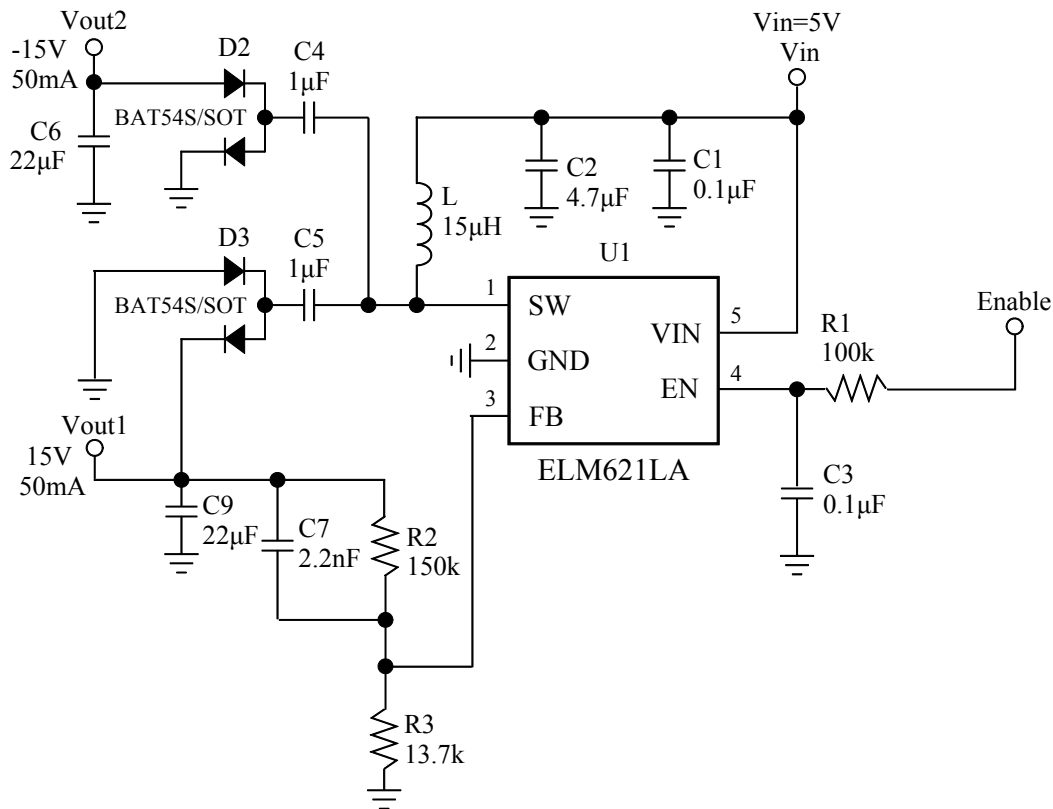 Vout2
-15V
50mA
D2
C4
1μF
BAT54S/SOT
C6
22μF
Vin=5V
Vin
C2
4.7μF
C1
0.1μF
L
15μH
D3
C5
1μF
BAT54S/SOT
U1
1
SW
2
GND
3
FB
VIN
5
EN
4
ELM621LA
R1
100k
Enable
C3
0.1μF
Vout1
15V
50mA
C9
22μF
C7
2.2nF
R2
150k
R3
13.7k